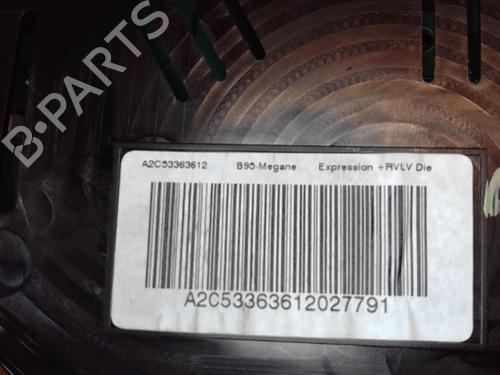 B-PARTS
A2C53363612 B95-Megane Expression +RVLV Die
A2C53363612027791